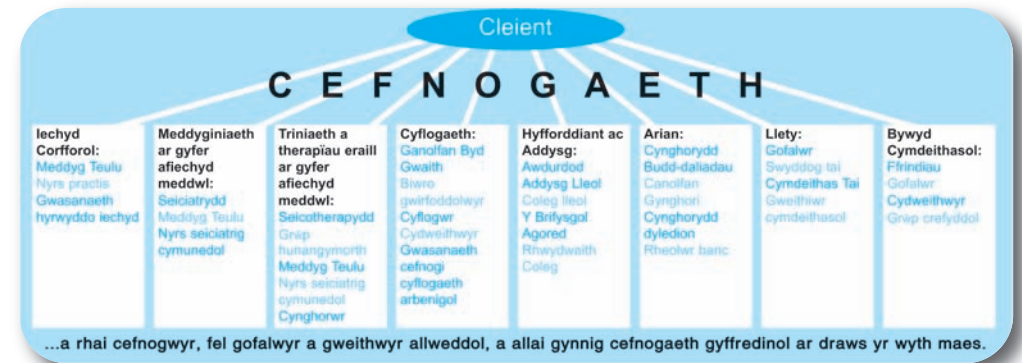 Cleient
CEFNOGAETH
Iechyd
Corfforol:
Meddyg Teulu
Nyrs practis
Gwasanaeth
hyrwyddo iechyd
Meddyginiaeth
ar gyfer
afiechyd
meddwl:
Seiciatrydd
Meddyg Teulu
Nyrs seiciatrig
cymunedol
Triniaeth a
therapïau eraill
ar gyfer
afiechyd
meddwl:
Seicotherapydd
Grŵp
hunangymorth
Meddyg Teulu
Nyrs seiciatrig
cymunedol
Cynghorwr
Cyflogaeth:
Ganolfan Byd
Gwaith
Biwro
gwirfoddolwyr
Cyflogwr
Cydweithwyr
Gwasanaeth
cefnogi
cyflogaeth
arbenigol
Hyfforddiant ac
Addysg:
Awdurdod
Addysg Lleol
Coleg lleol
Y Brifysgol
Agored
Rhwydwaith
Coleg
Arian:
Cynghorydd
Budd-daliadau
Canolfan
Gynghori
Cynghorydd
dyledion
Rheolwr banc
Llety:
Gofalwr
Swyddog tai
Cymdeithas Tai
Gweithiwr
cymdeithasol
Bywyd
Cymdeithasol:
Ffrindiau
Gofalwr
Cydweithwyr
Grŵp crefyddol
...a rhai cefnogwyr, fel gofalwyr a gweithwyr allweddol, a allai gynnig cefnogaeth gyffredinol ar draws yr wyth maes.